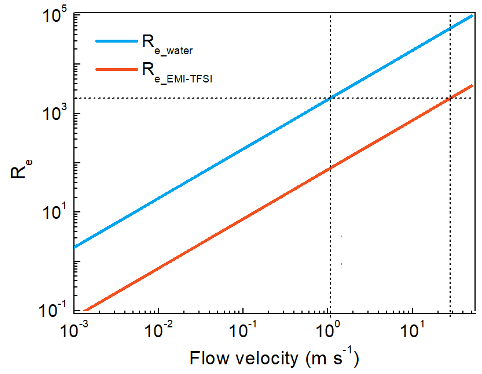 10^5
R_e_water
R_e_EMI-TFSI
10^3
R_e
10^1
10^-1
10^-3 10^-2 10^-1 10^0 10^1
Flow velocity (m s^-1)